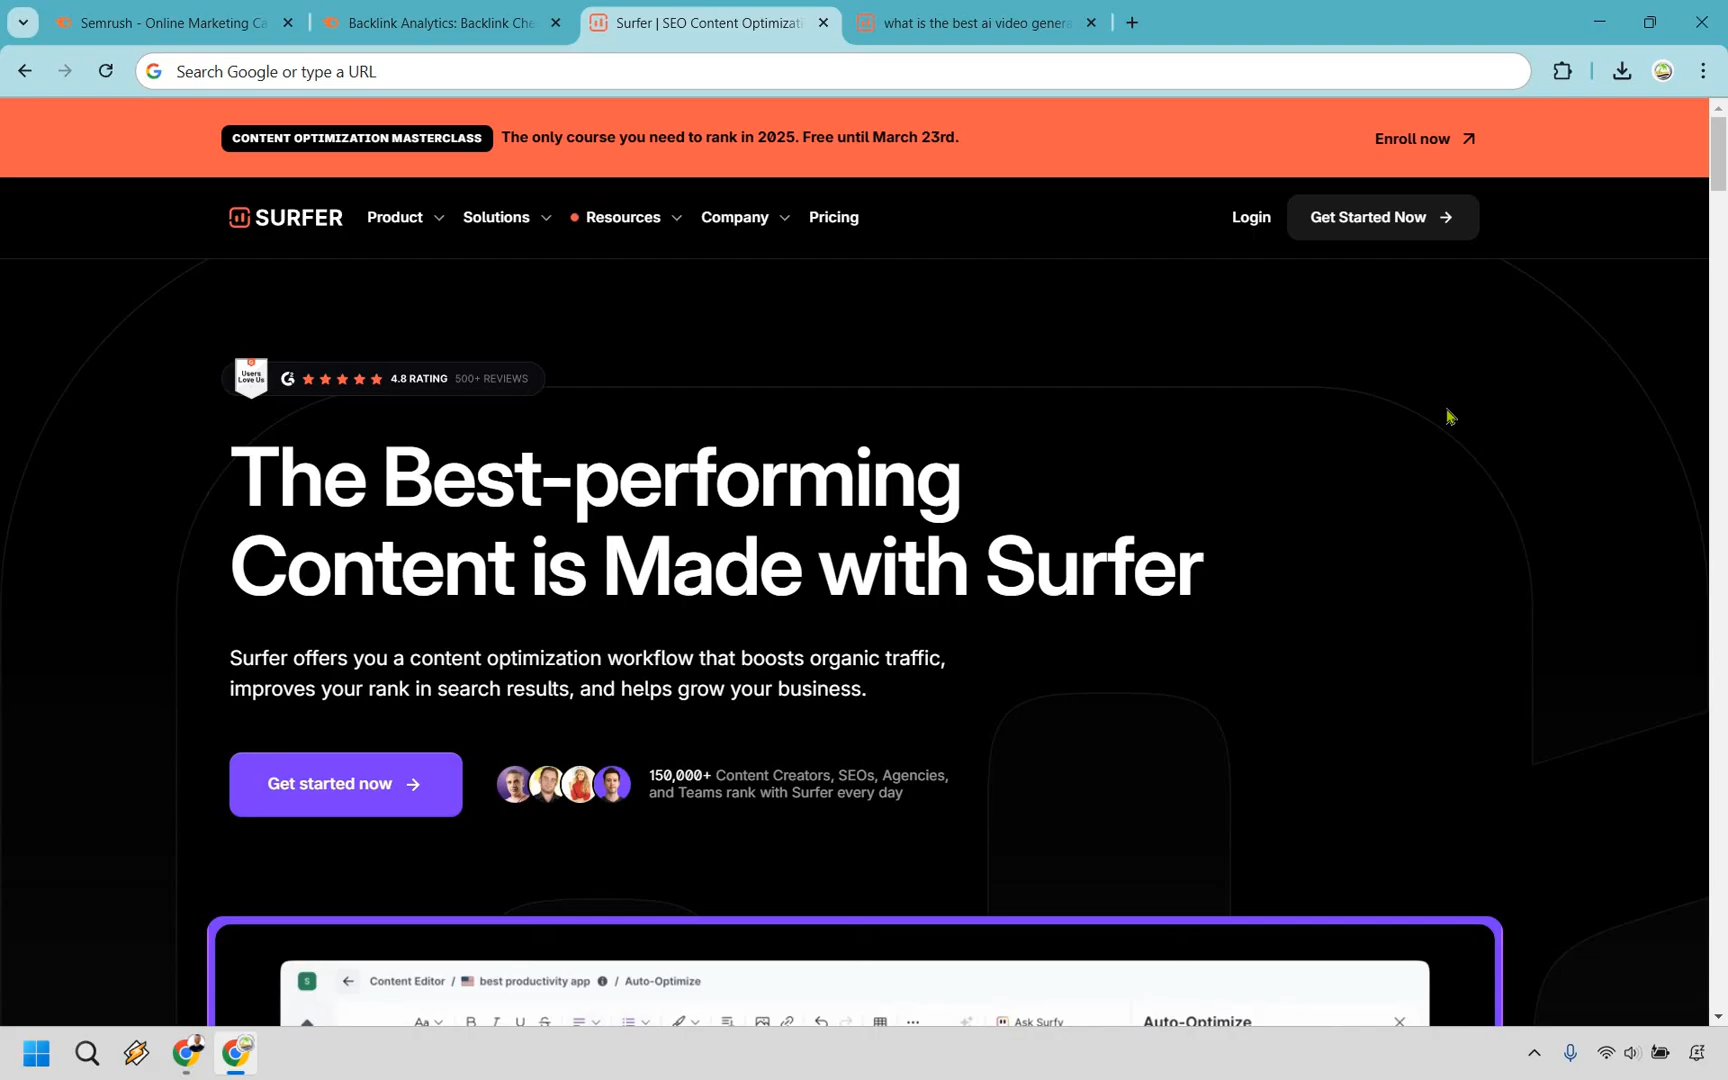 Semrush - Online Marketing Ca
Backlink Analytics: Backlink Che
Surfer | SEO Content Optimizati
what is the best ai video genera
Search Google or type a URL
CONTENT OPTIMIZATION MASTERCLASS The only course you need to rank in 2025. Free until March 23rd. Enroll now
SURFER Product Solutions Resources Company Pricing Login Get Started Now
Users Love Us 4.8 RATING 500+ REVIEWS
The Best-performing
Content is Made with Surfer
Surfer offers you a content optimization workflow that boosts organic traffic,
improves your rank in search results, and helps grow your business.
Get started now
150,000+ Content Creators, SEOs, Agencies,
and Teams rank with Surfer every day
S Content Editor / best productivity app / Auto-Optimize
Aa B I U S Ask Surfy Auto-Optimize